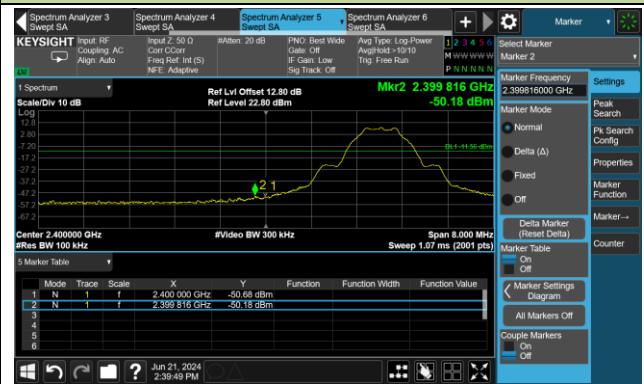 Spectrum Analyzer 3
Swept SA
Spectrum Analyzer 4
Swept SA
Spectrum Analyzer 5
Swept SA
Spectrum Analyzer 6
Swept SA
Marker
KEYSIGHT
Input: RF
Coupling: AC
Align: Auto
Input Z: 50 Ω
Corr CCorr
Freq Ref: Int (S)
NFE: Adaptive
#Atten: 20 dB
PNO: Best Wide
Gate: Off
IF Gain: Low
Sig Track: Off
Avg Type: Log-Power
Avg|Hold:>10/10
Trig: Free Run
1 2 3 4 5 6
M W W W W W
P N N N N N
LW
Select Marker
Marker 2
1 Spectrum
Scale/Div 10 dB
Log
Ref Lvl Offset 12.80 dB
Ref Level 22.80 dBm
Mkr2 2.399 816 GHz
-50.18 dBm
12.8
2.80
-7.20
-17.2
-27.2
-37.2
-47.2
-57.2
-67.2
2 1
Center 2.400000 GHz
#Res BW 100 kHz
#Video BW 300 kHz
Span 8.000 MHz
Sweep 1.07 ms (2001 pts)
5 Marker Table
Mode Trace Scale X Y Function Function Width Function Value
1 N 1 f 2.400 000 GHz -50.68 dBm
2 N 1 f 2.399 816 GHz -50.18 dBm
3
4
5
6
Marker Frequency
2.399816000 GHz
Marker Mode
Normal
Delta (Δ)
Fixed
Off
Delta Marker
(Reset Delta)
Marker Table
On
Off
Marker Settings
Diagram
All Markers Off
Couple Markers
On
Off
Settings
Peak
Search
Pk Search
Config
Properties
Marker
Function
Marker→
Counter
Jun 21, 2024
2:39:49 PM